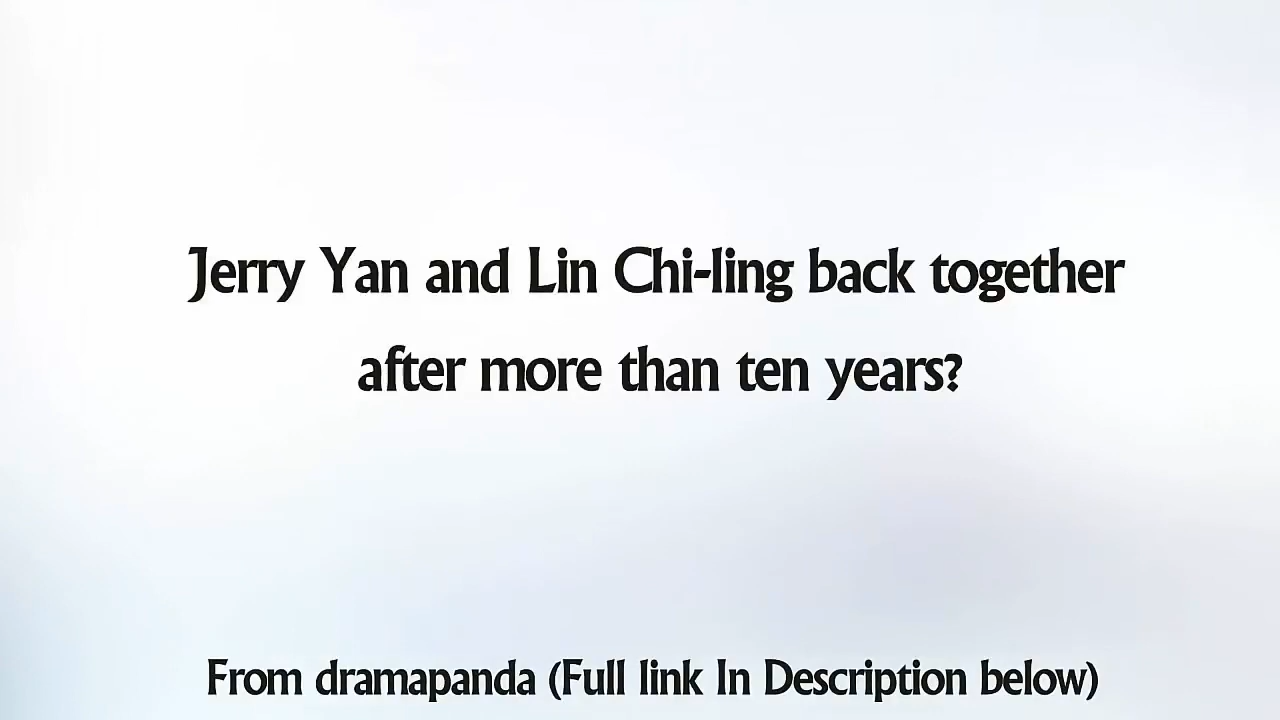 Jerry Yan and Lin Chi-ling back together
after more than ten years?
From dramapanda (Full link In Description below)